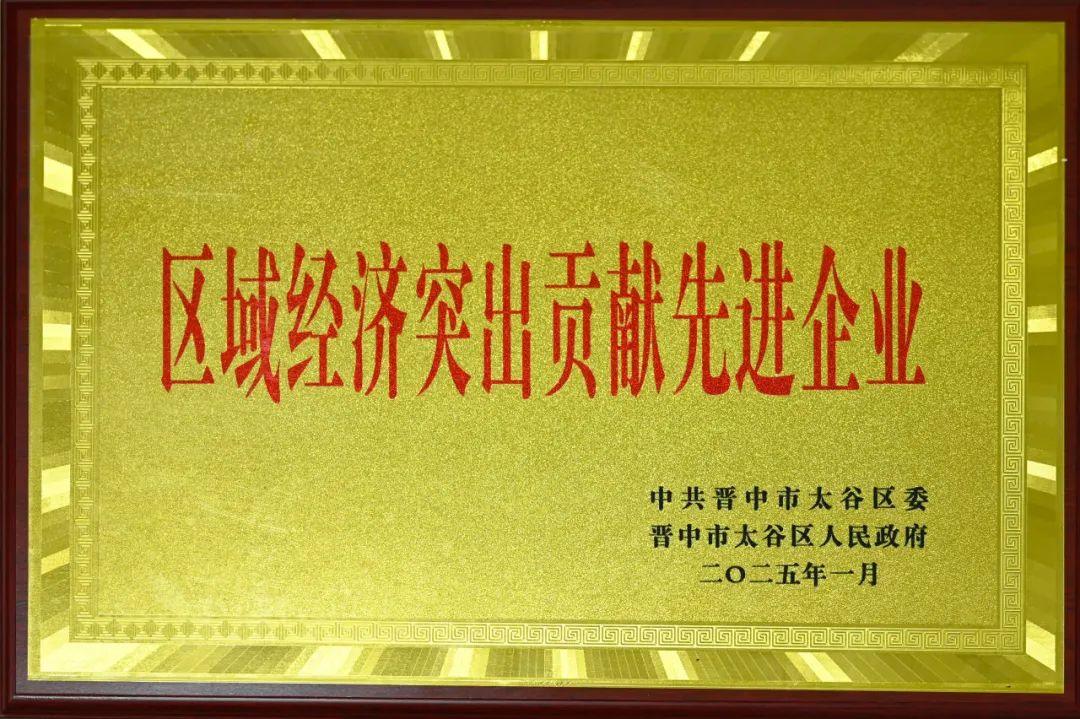 区域经济突出贡献先进企业
中共晋中市太谷区委
晋中市太谷区人民政府
二〇二五年一月